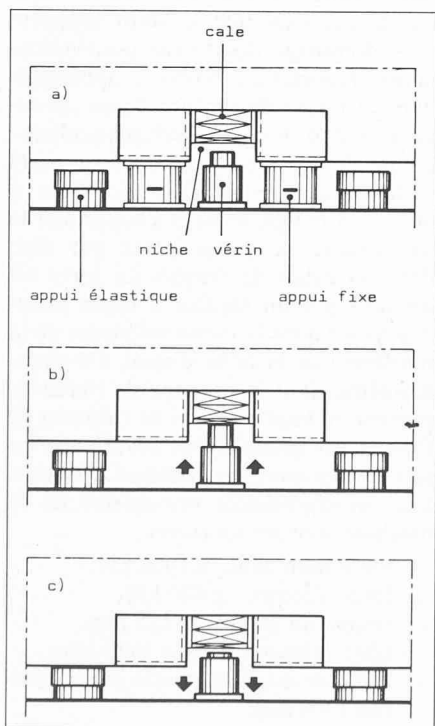 cale
a)
niche vérin
appui élastique appui fixe
b)
c)